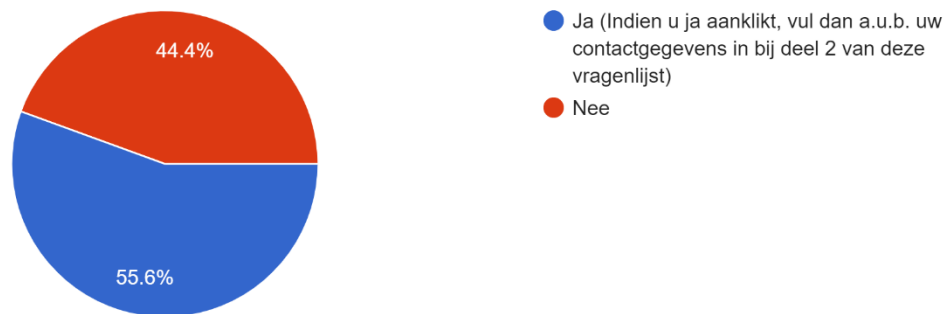 Ja (Indien u ja aanklikt, vul dan a.u.b. uw
contactgegevens in bij deel 2 van deze
vragenlijst)
Nee
44.4%
55.6%